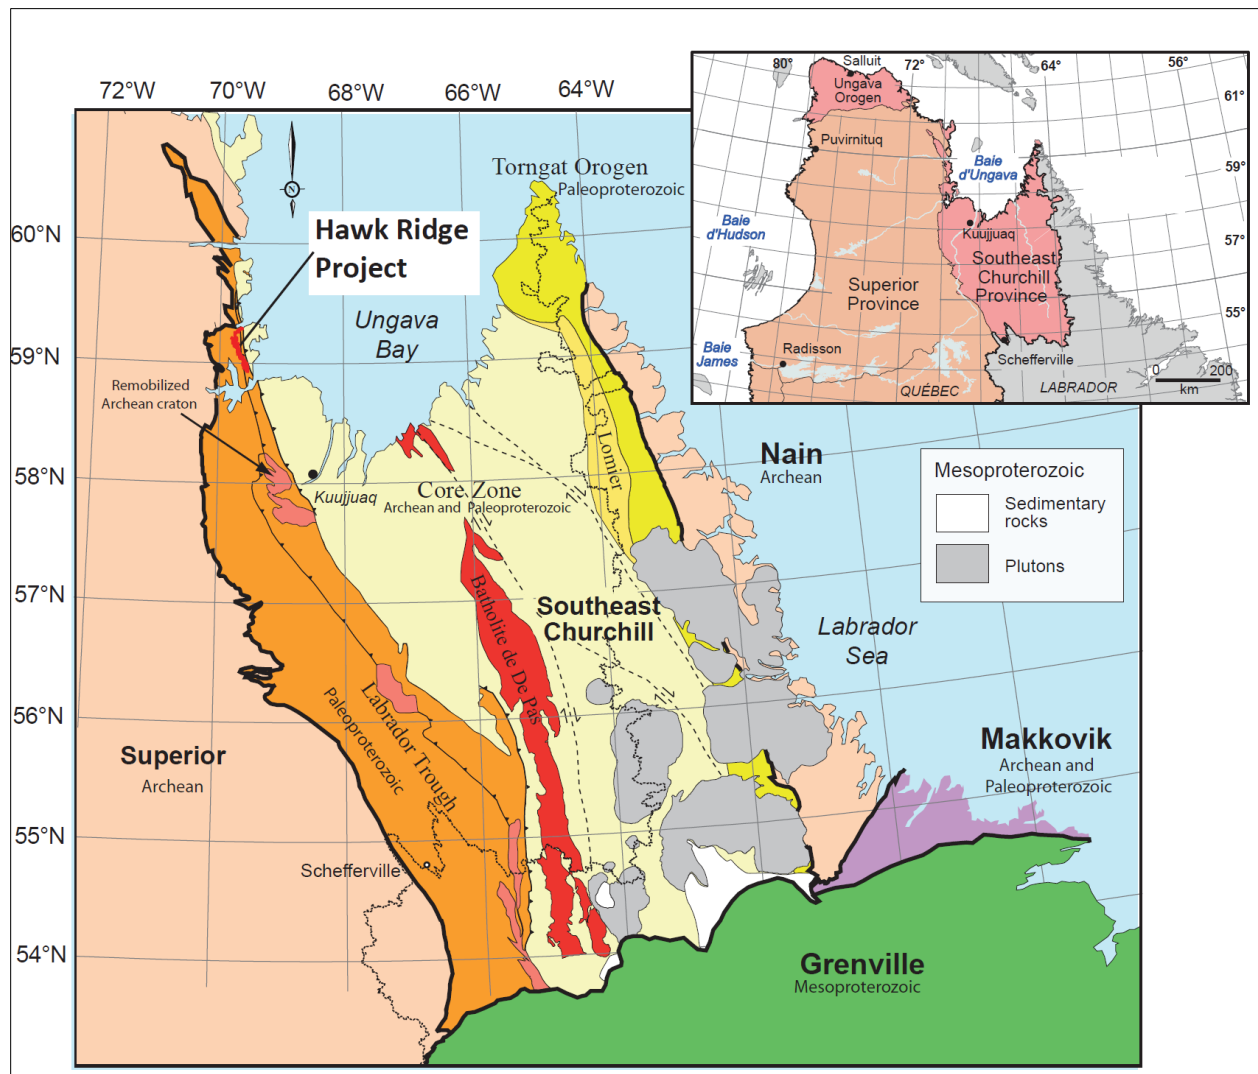 72°W
70°W
68°W
66°W
64°W
60°N
59°N
58°N
57°N
56°N
55°N
54°N
N
Hawk Ridge
Project
Torngat Orogen
Paleoproterozoic
Ungava
Bay
Remobilized
Archean craton
Kuujjuaq
Core Zone
Archean and Paleoproterozoic
Lomier
Nain
Archean
Batholite de De Pas
Southeast
Churchill
Labrador
Sea
Labrador Trough
Paleoproterozoic
Superior
Archean
Schefferville
Makkovik
Archean and
Paleoproterozoic
Grenville
Mesoproterozoic
Mesoproterozoic
Sedimentary
rocks
Plutons
80°
Salluit
72°
64°
56°
Ungava
Orogen
61°
Puvirnituq
Baie
d'Ungava
59°
Baie
d'Hudson
Kuujjuaq
57°
Southeast
Churchill
Province
Superior
Province
55°
Baie
James
Radisson
Schefferville
QUÉBEC
LABRADOR
0
200
km